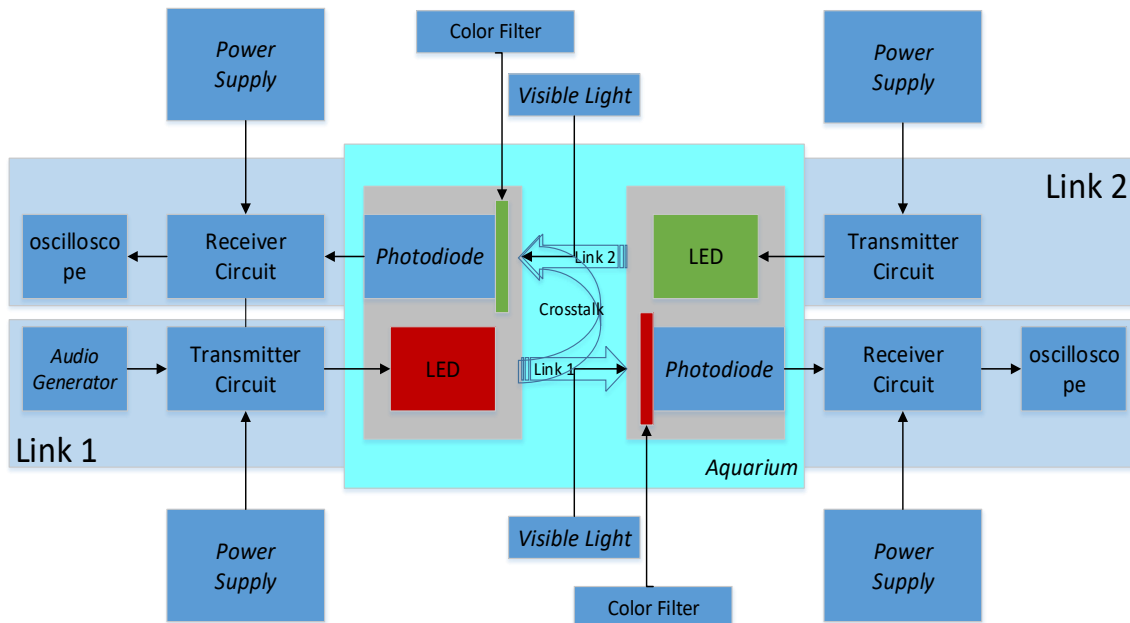 Power
Supply
Color Filter
Visible Light
Power
Supply
Link 2
oscillosco
pe
Receiver
Circuit
Photodiode
Link 2
LED
Transmitter
Circuit
Crosstalk
Audio
Generator
Transmitter
Circuit
LED
Link 1
Photodiode
Receiver
Circuit
oscillosco
pe
Link 1
Aquarium
Power
Supply
Visible Light
Power
Supply
Color Filter